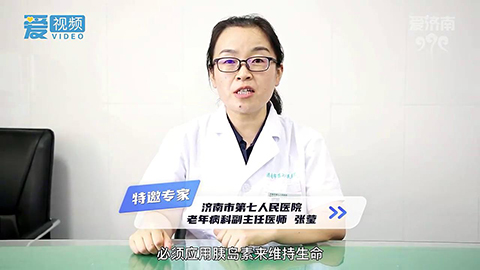 爱视频
VIDEO
爱济南
特邀专家
济南市第七人民医院
老年病科副主任医师 张莹
必须应用胰岛素来维持生命